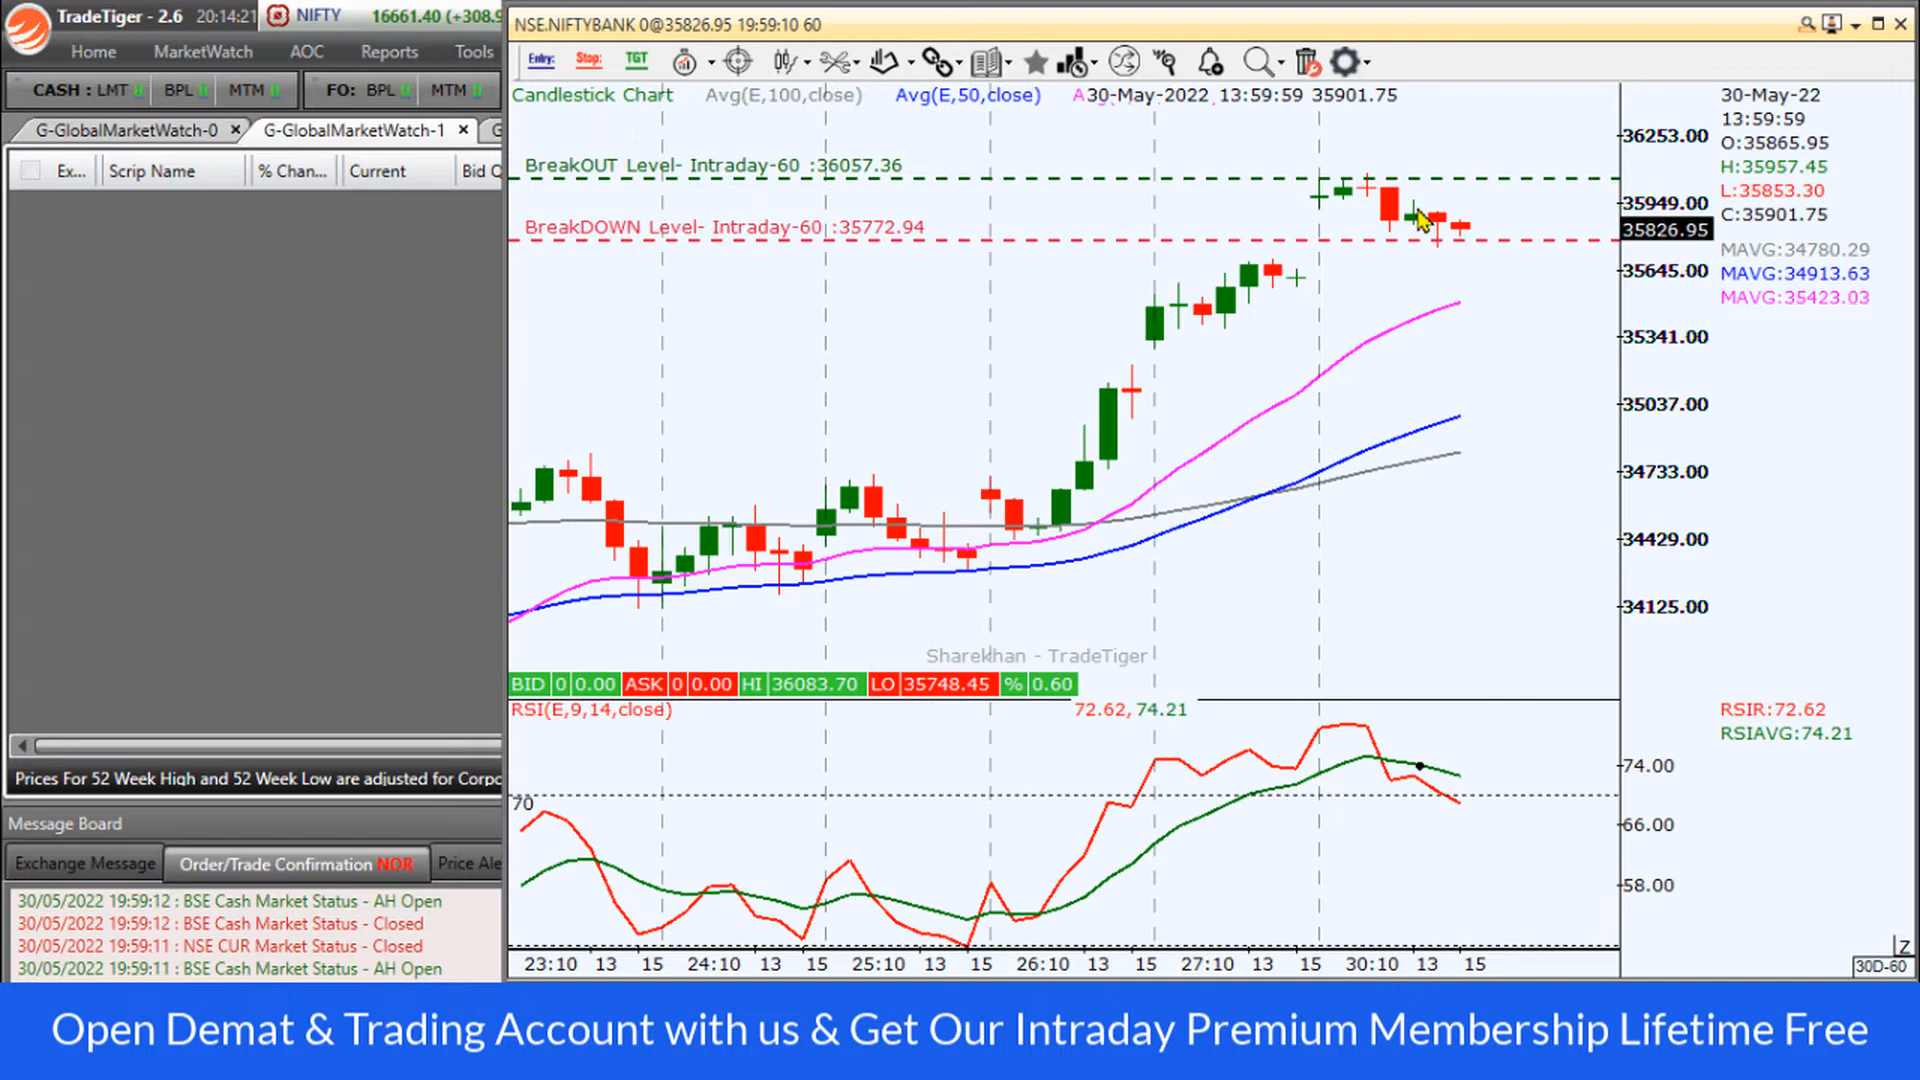 TradeTiger - 2.6 20:14:21 NIFTY 16661.40 (+308.9
Home MarketWatch AOC Reports Tools
CASH : LMT 0 BPL 0 MTM 0 FO: BPL 0 MTM 0
G-GlobalMarketWatch-0 × G-GlobalMarketWatch-1 × G
Ex... Scrip Name % Chan... Current Bid Q
Prices For 52 Week High and 52 Week Low are adjusted for Corpo
Message Board
Exchange Message Order/Trade Confirmation NOR Price Ale
30/05/2022 19:59:12 : BSE Cash Market Status - AH Open
30/05/2022 19:59:12 : BSE Cash Market Status - Closed
30/05/2022 19:59:11 : NSE CUR Market Status - Closed
30/05/2022 19:59:11 : BSE Cash Market Status - AH Open
NSE.NIFTYBANK 0@35826.95 19:59:10 60
Entry: Stop: TGT
Candlestick Chart Avg(E,100,close) Avg(E,50,close) A 30-May-2022 13:59:59 35901.75
BreakOUT Level- Intraday-60 :36057.36
BreakDOWN Level- Intraday-60 :35772.94
36253.00
35949.00
35826.95
35645.00
35341.00
35037.00
34733.00
34429.00
34125.00
30-May-22
13:59:59
O:35865.95
H:35957.45
L:35853.30
C:35901.75
MAVG:34780.29
MAVG:34913.63
MAVG:35423.03
Sharekhan - TradeTiger
BID 0 0.00 ASK 0 0.00 HI 36083.70 LO 35748.45 % 0.60
RSI(E,9,14,close) 72.62, 74.21
RSIR:72.62
RSIAVG:74.21
70
74.00
66.00
58.00
23:10 13 15 24:10 13 15 25:10 13 15 26:10 13 15 27:10 13 15 30:10 13 15
Z
30D-60
Open Demat & Trading Account with us & Get Our Intraday Premium Membership Lifetime Free